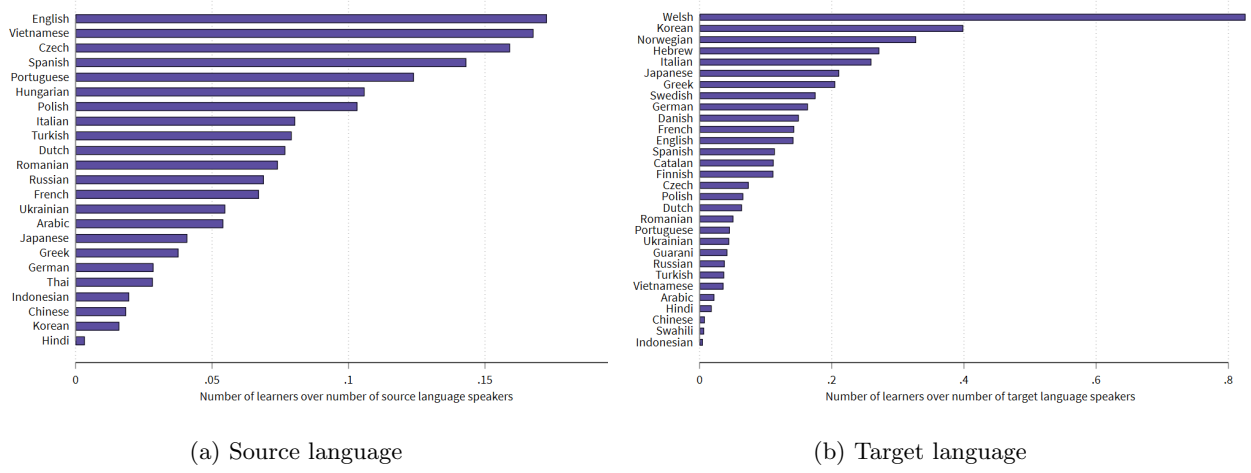 English
Vietnamese
Czech
Spanish
Portuguese
Hungarian
Polish
Italian
Turkish
Dutch
Romanian
Russian
French
Ukrainian
Arabic
Japanese
Greek
German
Thai
Indonesian
Chinese
Korean
Hindi
0 .05 .1 .15
Number of learners over number of source language speakers
(a) Source language
Welsh
Korean
Norwegian
Hebrew
Italian
Japanese
Greek
Swedish
German
Danish
French
English
Spanish
Catalan
Finnish
Czech
Polish
Dutch
Romanian
Portuguese
Ukrainian
Guarani
Russian
Turkish
Vietnamese
Arabic
Hindi
Chinese
Swahili
Indonesian
0 .2 .4 .6 .8
Number of learners over number of target language speakers
(b) Target language